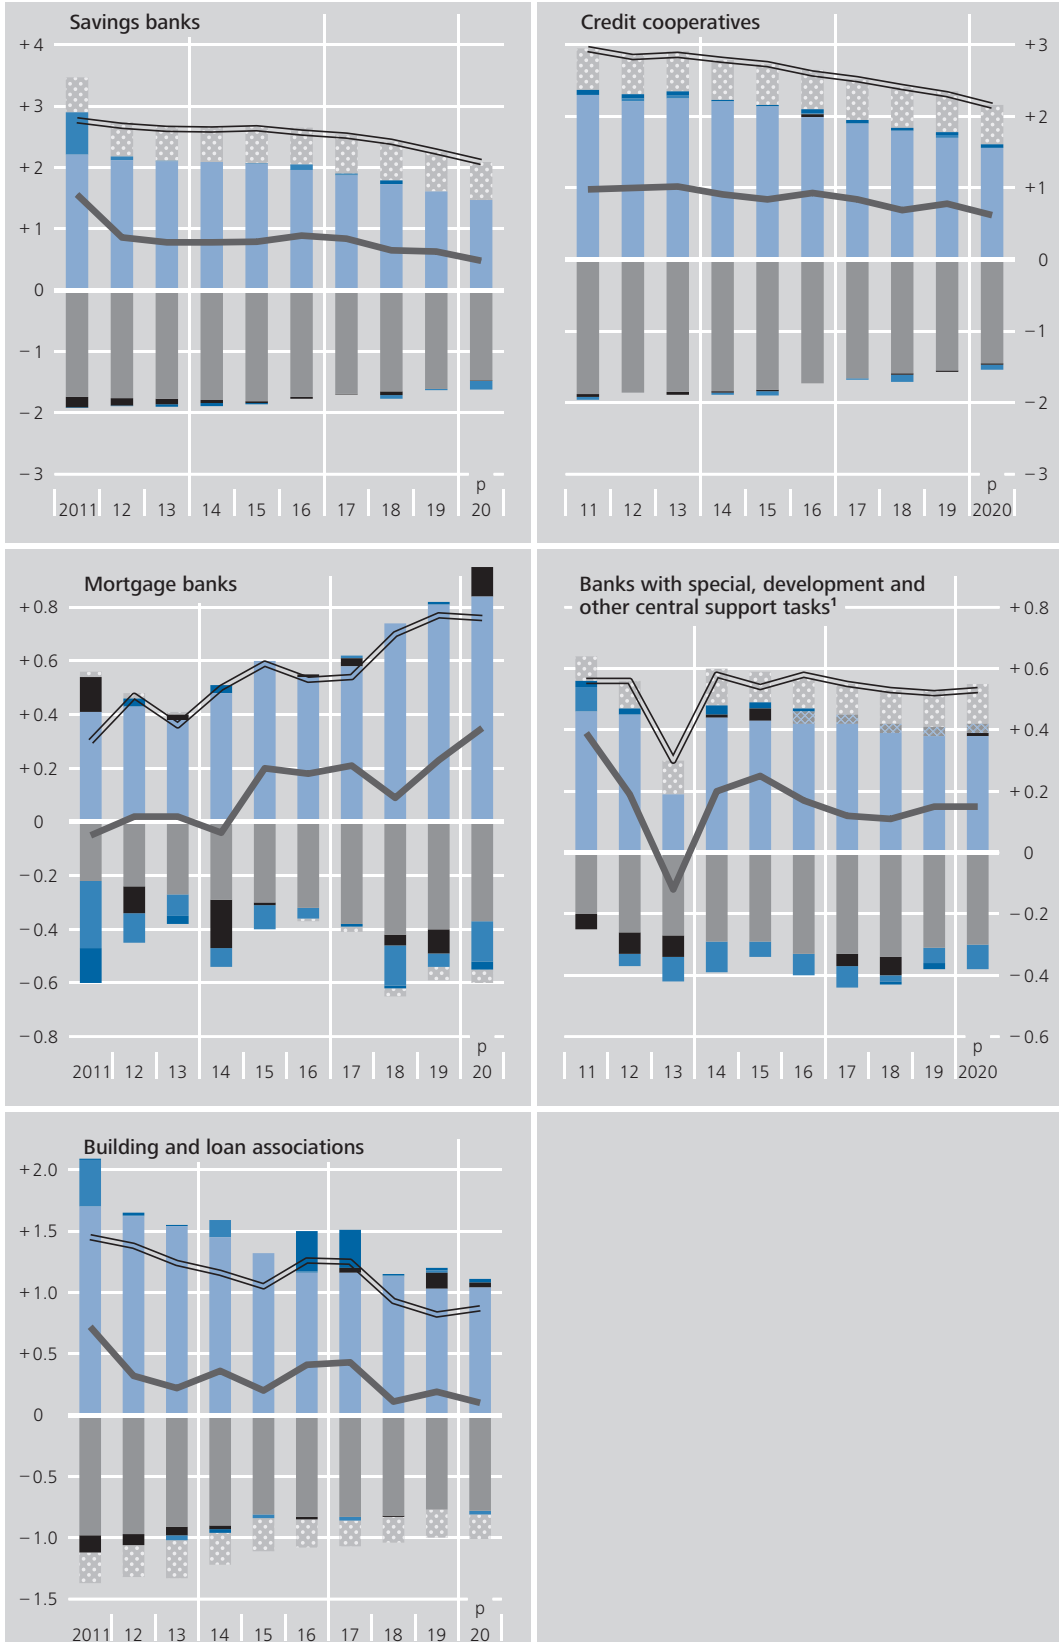 Savings banks
+4
+3
+2
+1
0
−1
−2
−3
p
2011 12 13 14 15 16 17 18 19 20
Credit cooperatives
+3
+2
+1
0
−1
−2
−3
p
11 12 13 14 15 16 17 18 19 2020
Mortgage banks
+0.8
+0.6
+0.4
+0.2
0
−0.2
−0.4
−0.6
−0.8
p
2011 12 13 14 15 16 17 18 19 20
Banks with special, development and
other central support tasks¹
+0.8
+0.6
+0.4
+0.2
0
−0.2
−0.4
−0.6
p
11 12 13 14 15 16 17 18 19 2020
Building and loan associations
+2.0
+1.5
+1.0
+0.5
0
−0.5
−1.0
−1.5
p
2011 12 13 14 15 16 17 18 19 20